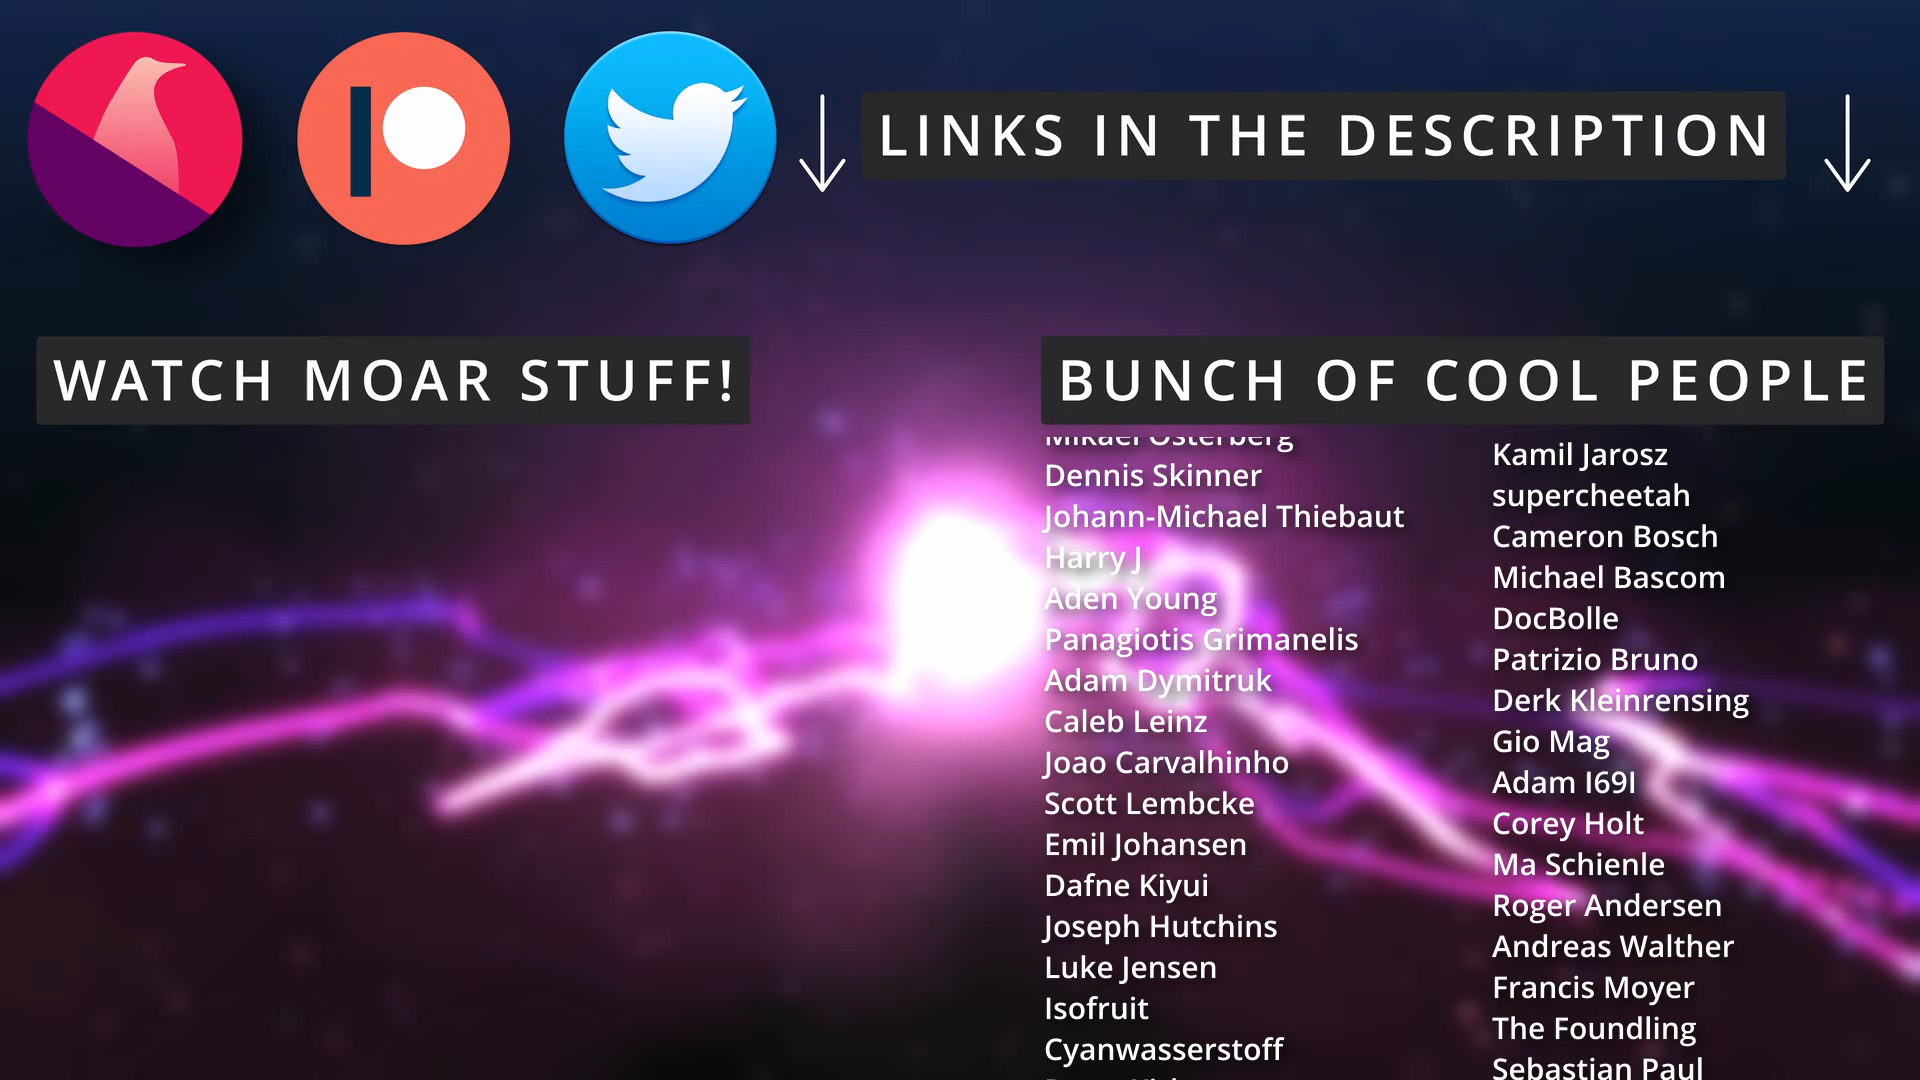 LINKS IN THE DESCRIPTION
WATCH MOAR STUFF!
BUNCH OF COOL PEOPLE
Mikael Österberg
Dennis Skinner
Johann-Michael Thiebaut
Harry J
Aden Young
Panagiotis Grimanelis
Adam Dymitruk
Caleb Leinz
Joao Carvalhinho
Scott Lembcke
Emil Johansen
Dafne Kiyui
Joseph Hutchins
Luke Jensen
Isofruit
Cyanwasserstoff
Kamil Jarosz
supercheetah
Cameron Bosch
Michael Bascom
DocBolle
Patrizio Bruno
Derk Kleinrensing
Gio Mag
Adam I69I
Corey Holt
Ma Schienle
Roger Andersen
Andreas Walther
Francis Moyer
The Foundling
Sebastian Paul